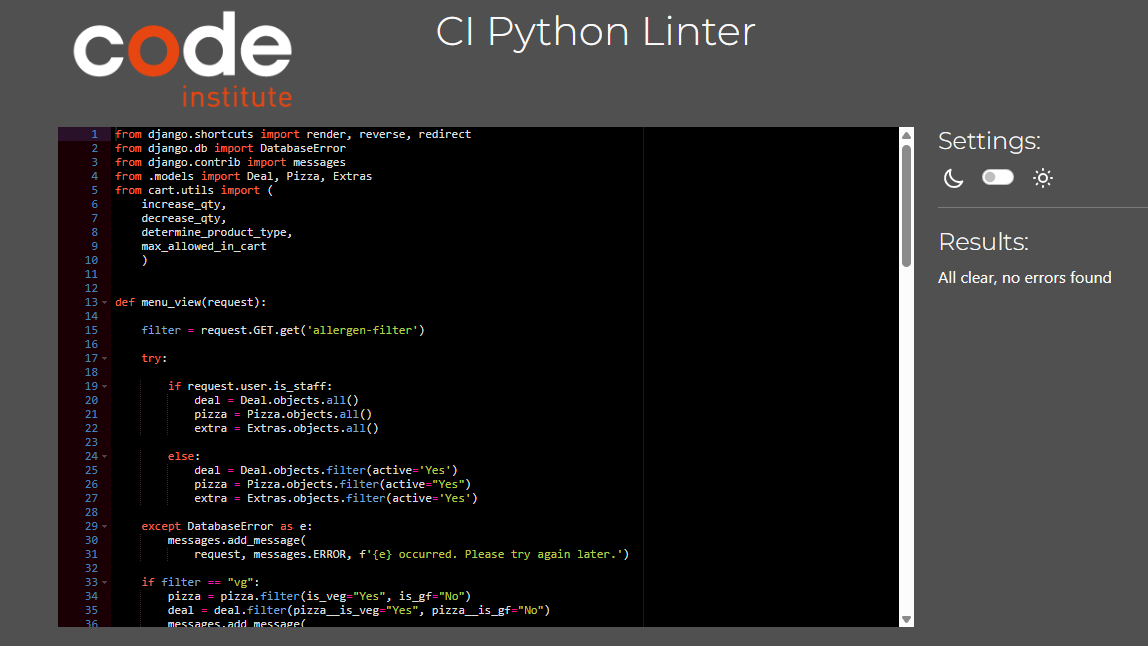 code
institute
CI Python Linter
1 from django.shortcuts import render, reverse, redirect
2 from django.db import DatabaseError
3 from django.contrib import messages
4 from .models import Deal, Pizza, Extras
5 from cart.utils import (
6 increase_qty,
7 decrease_qty,
8 determine_product_type,
9 max_allowed_in_cart
10 )
11
12
13 def menu_view(request):
14
15 filter = request.GET.get('allergen-filter')
16
17 try:
18
19 if request.user.is_staff:
20 deal = Deal.objects.all()
21 pizza = Pizza.objects.all()
22 extra = Extras.objects.all()
23
24 else:
25 deal = Deal.objects.filter(active='Yes')
26 pizza = Pizza.objects.filter(active="Yes")
27 extra = Extras.objects.filter(active='Yes')
28
29 except DatabaseError as e:
30 messages.add_message(
31 request, messages.ERROR, f'{e} occurred. Please try again later.')
32
33 if filter == "vg":
34 pizza = pizza.filter(is_veg="Yes", is_gf="No")
35 deal = deal.filter(pizza__is_veg="Yes", pizza__is_gf="No")
36 messages.add_message(
Settings:
Results:
All clear, no errors found